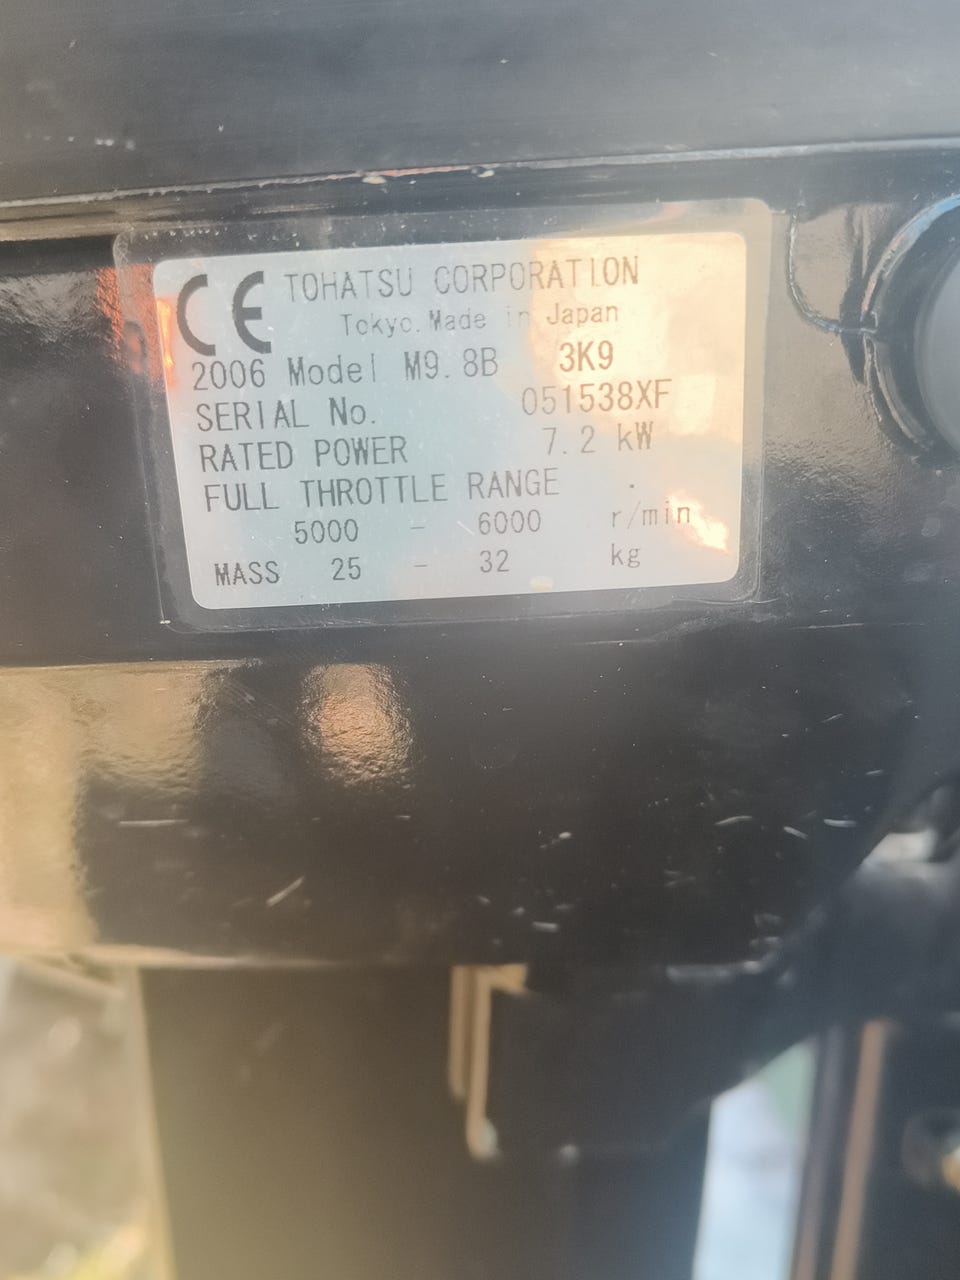 CE TOHATSU CORPORATION
Tokyo. Made in Japan
2006 Model M9.8B 3K9
SERIAL No. 051538XF
RATED POWER 7.2 kW
FULL THROTTLE RANGE
5000 - 6000 r/min
MASS 25 - 32 kg